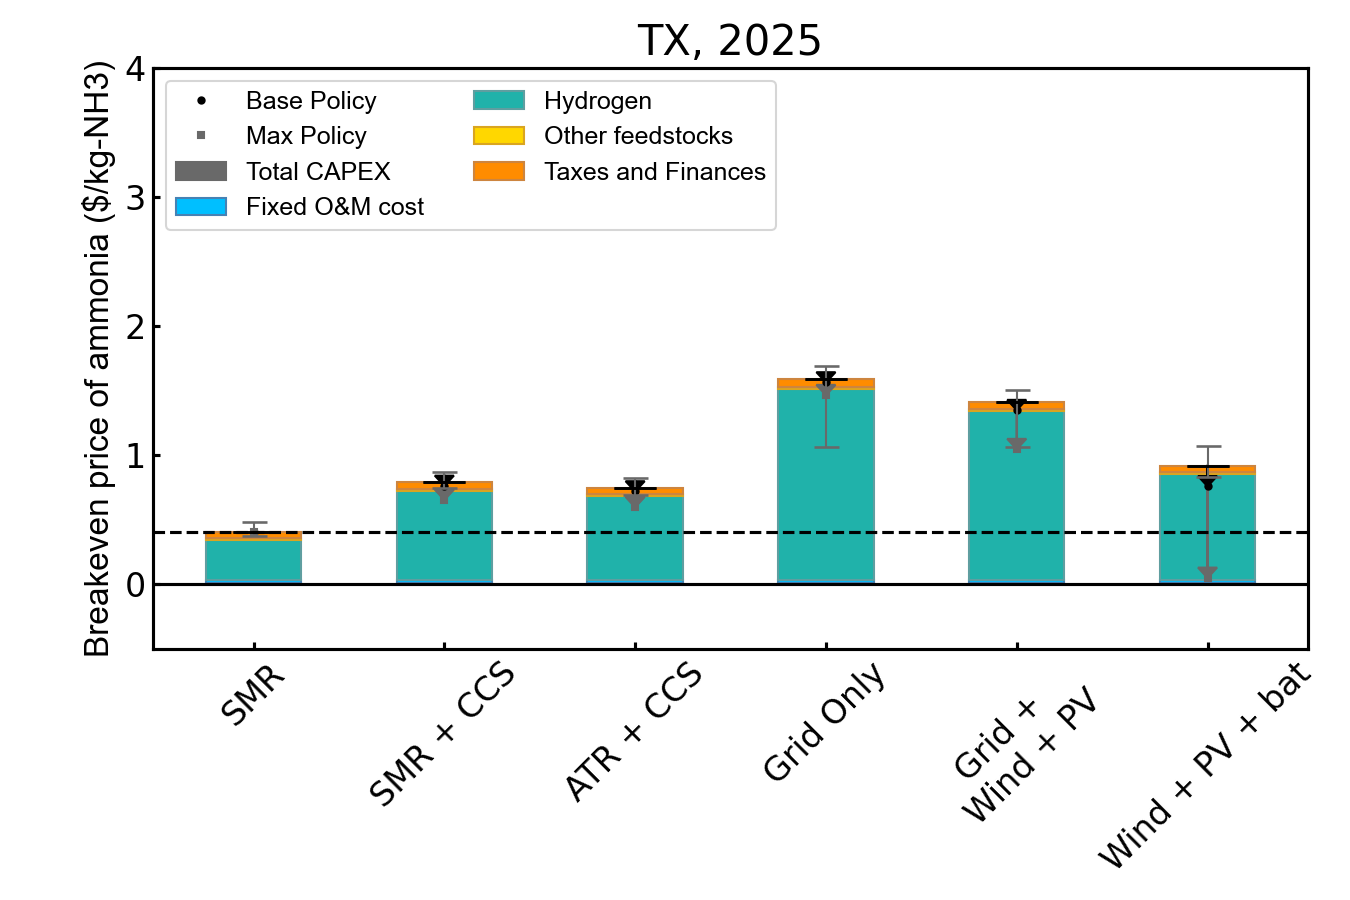 TX, 2025
Breakeven price of ammonia ($/kg-NH3)
4
3
2
1
0
Base Policy
Max Policy
Total CAPEX
Fixed O&M cost
Hydrogen
Other feedstocks
Taxes and Finances
SMR
SMR + CCS
ATR + CCS
Grid Only
Grid +
Wind + PV
Wind + PV + bat